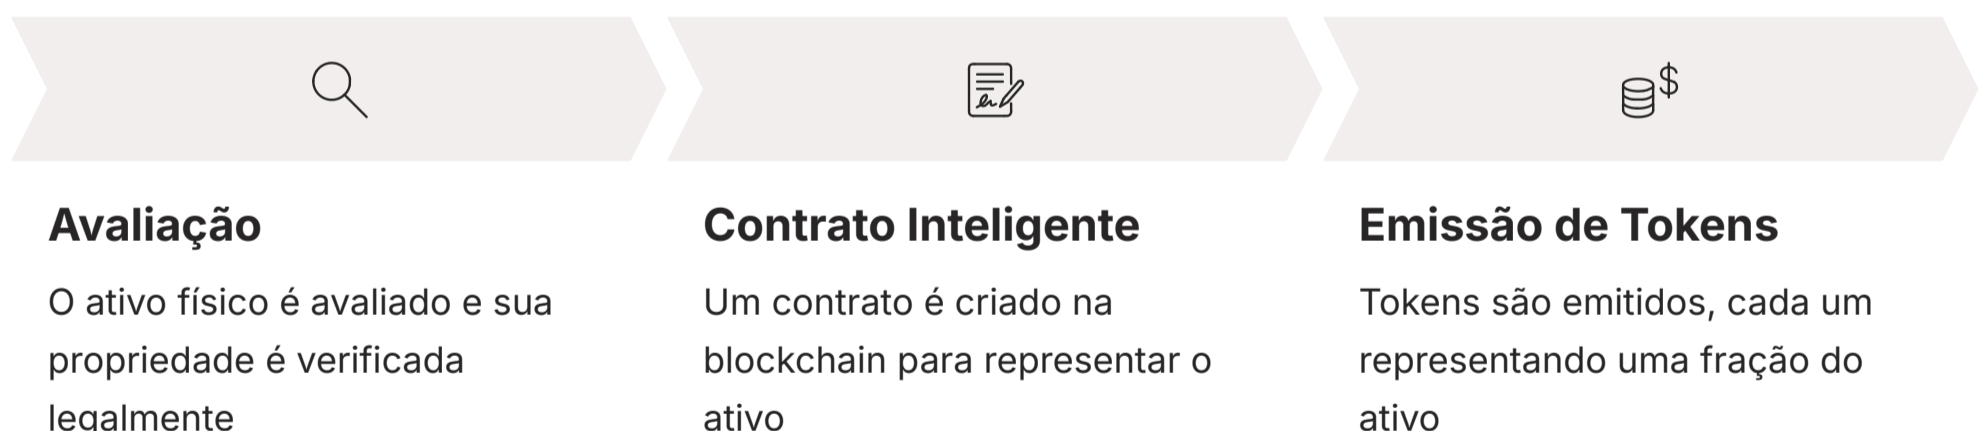 Avaliação
O ativo físico é avaliado e sua
propriedade é verificada
legalmente
Contrato Inteligente
Um contrato é criado na
blockchain para representar o
ativo
Emissão de Tokens
Tokens são emitidos, cada um
representando uma fração do
ativo